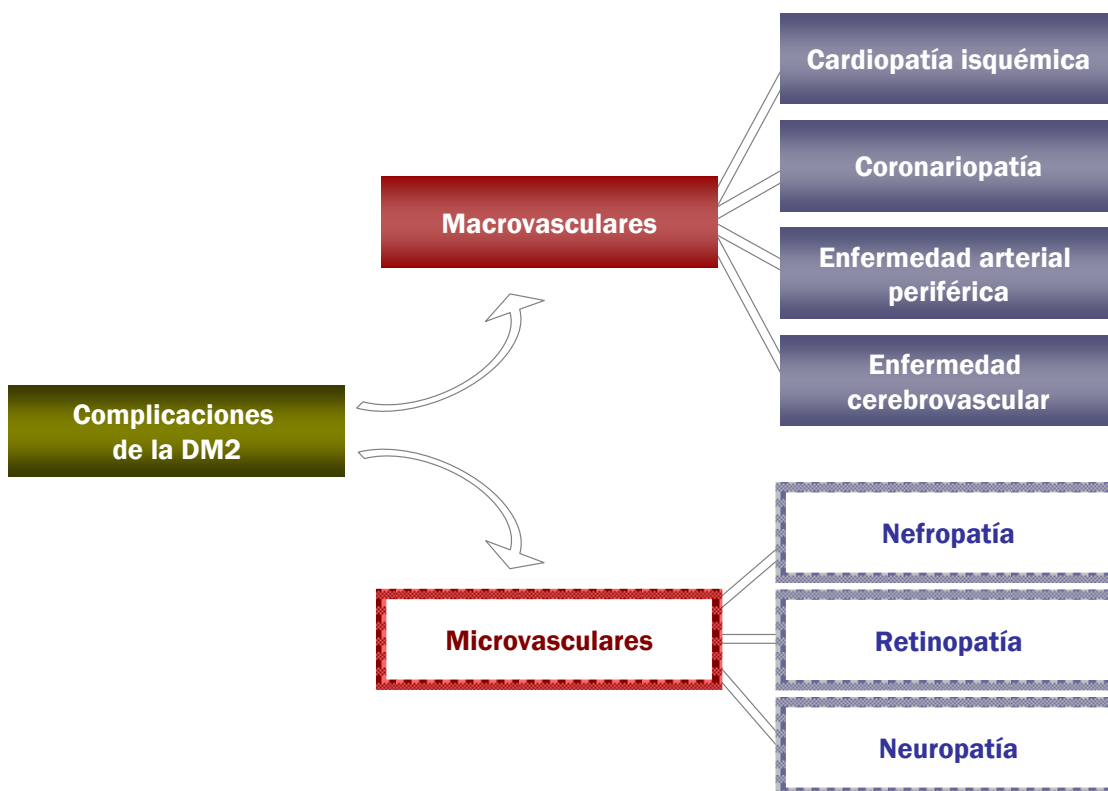 Cardiopatía isquémica
Coronariopatía
Macrovasculares
Enfermedad arterial
periférica
Enfermedad
cerebrovascular
Complicaciones
de la DM2
Nefropatía
Microvasculares
Retinopatía
Neuropatía